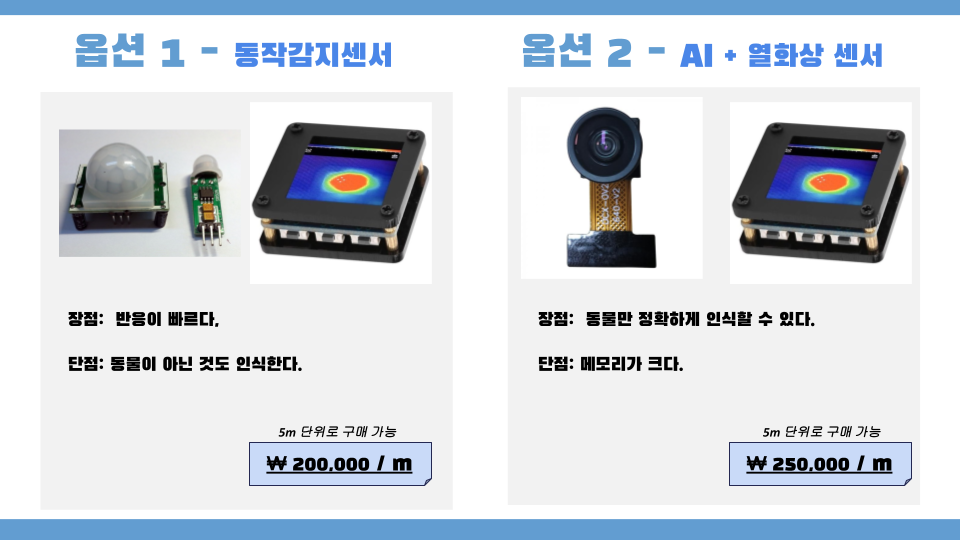 옵션 1 - 동작감지센서
옵션 2 - AI + 열화상 센서
장점:  반응이 빠르다,
단점: 동물이 아닌 것도 인식한다.
5m 단위로 구매 가능
₩ 200,000 / m
장점:  동물만 정확하게 인식할 수 있다.
단점: 메모리가 크다.
5m 단위로 구매 가능
₩ 250,000 / m